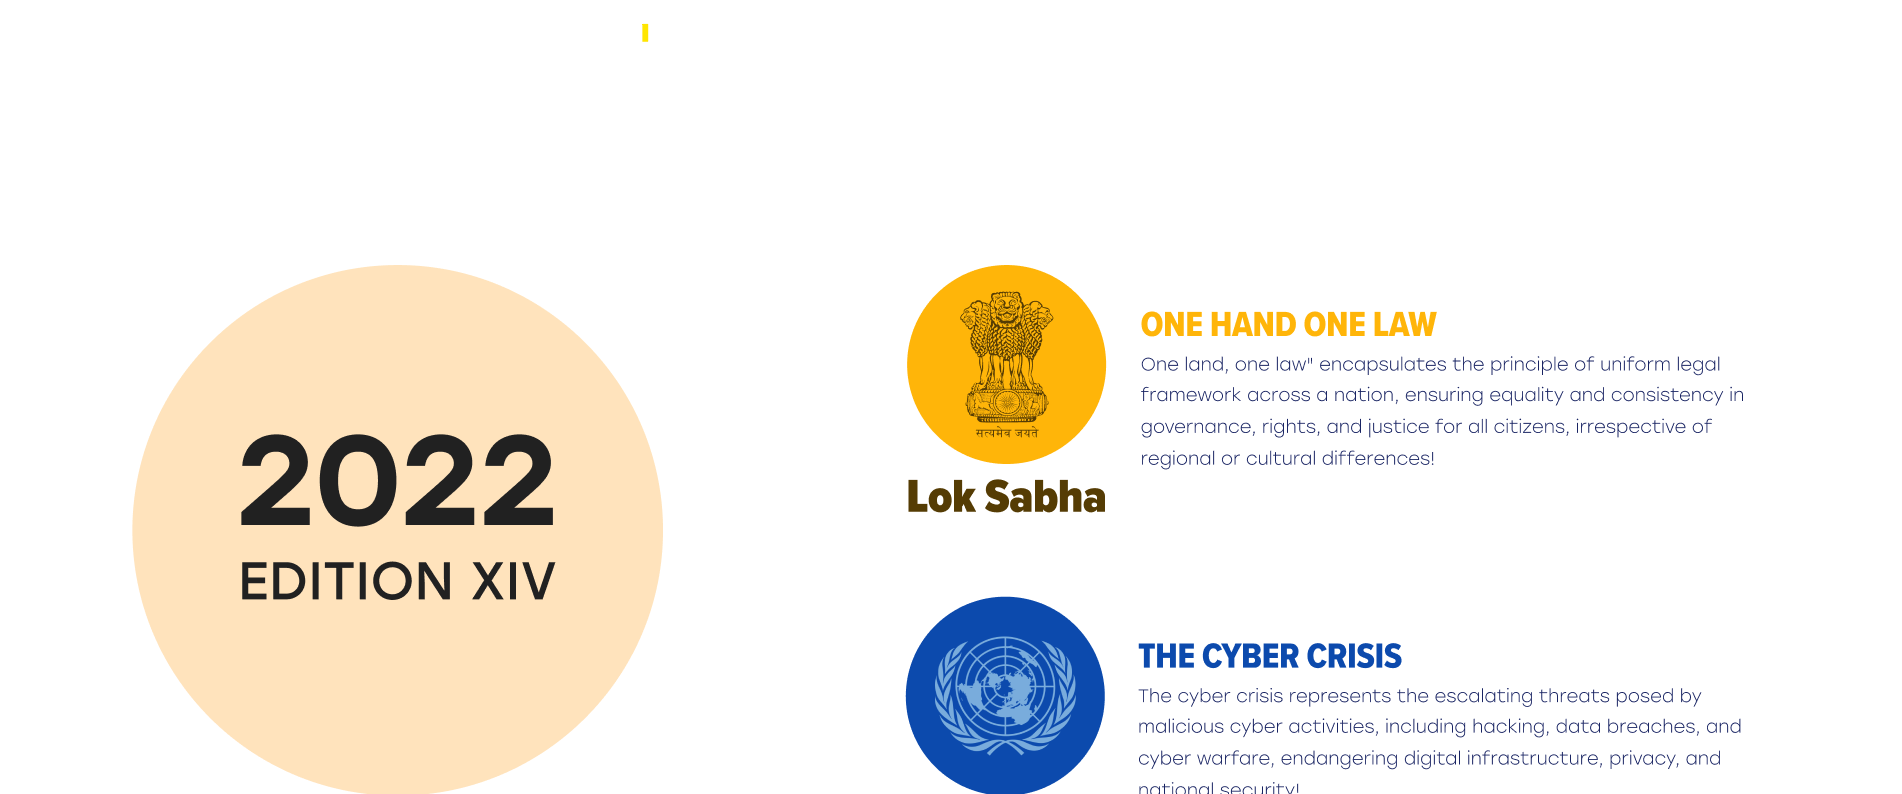 2022
EDITION XIV
सत्यमेव जयते
Lok Sabha
ONE HAND ONE LAW
One land, one law" encapsulates the principle of uniform legal
framework across a nation, ensuring equality and consistency in
governance, rights, and justice for all citizens, irrespective of
regional or cultural differences!
THE CYBER CRISIS
The cyber crisis represents the escalating threats posed by
malicious cyber activities, including hacking, data breaches, and
cyber warfare, endangering digital infrastructure, privacy, and
national security!